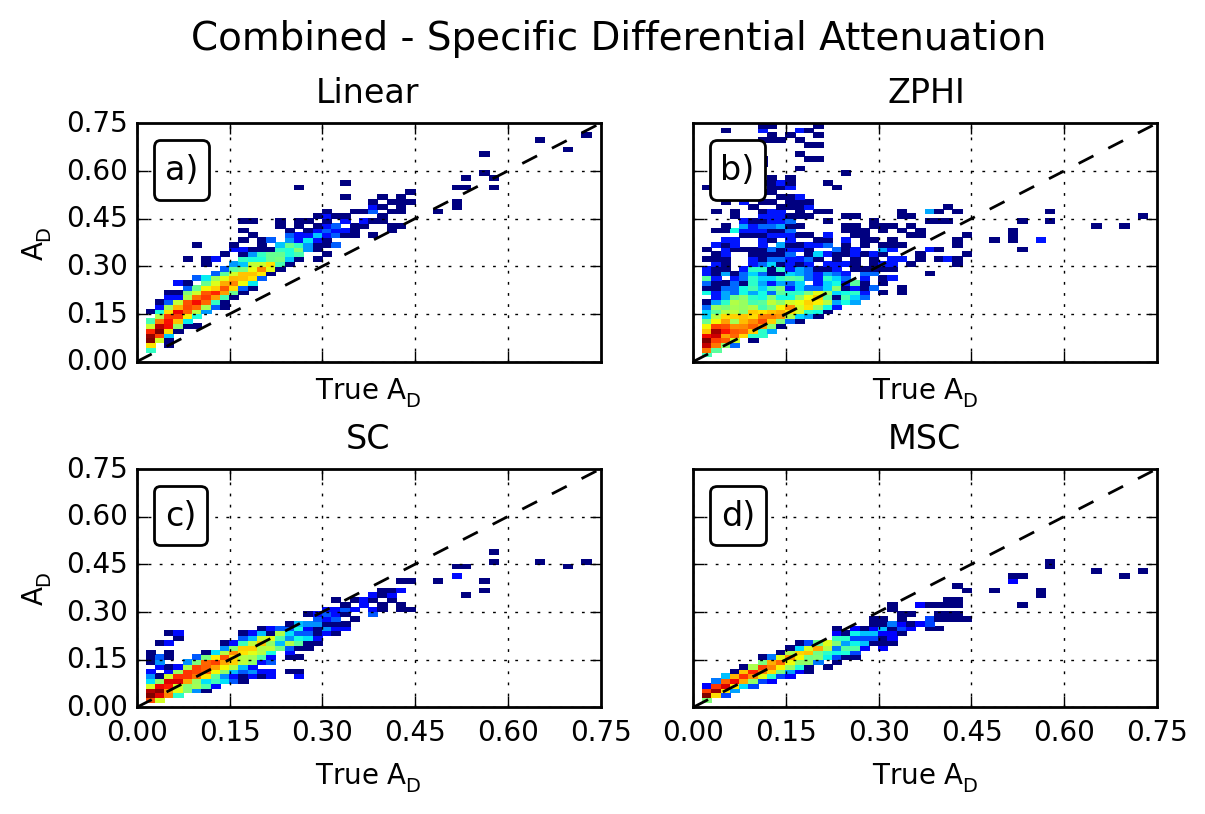 Combined - Specific Differential Attenuation
Linear
ZPHI
0.75
0.60
0.45
0.30
0.15
0.00
A_D
a)
b)
True A_D
True A_D
SC
MSC
0.75
0.60
0.45
0.30
0.15
0.00
A_D
c)
d)
0.00 0.15 0.30 0.45 0.60 0.75
0.00 0.15 0.30 0.45 0.60 0.75
True A_D
True A_D